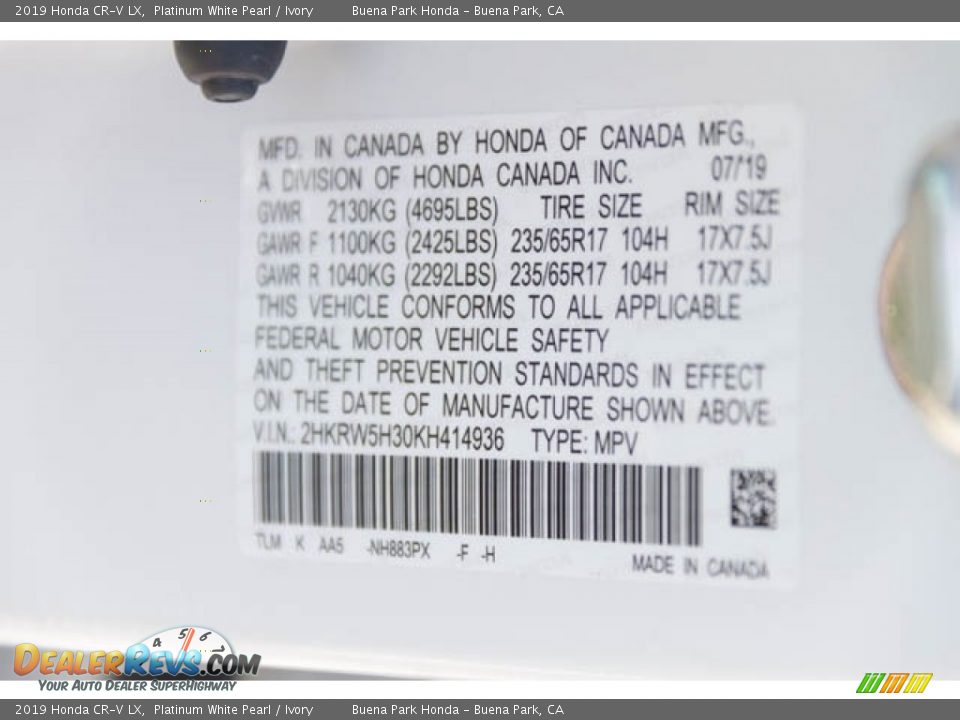 2019 Honda CR-V LX, Platinum White Pearl / Ivory Buena Park Honda - Buena Park, CA
MFD. IN CANADA BY HONDA OF CANADA MFG.,
A DIVISION OF HONDA CANADA INC. 07/19
GVWR 2130KG (4695LBS) TIRE SIZE RIM SIZE
GAWR F 1100KG (2425LBS) 235/65R17 104H 17X7.5J
GAWR R 1040KG (2292LBS) 235/65R17 104H 17X7.5J
THIS VEHICLE CONFORMS TO ALL APPLICABLE
FEDERAL MOTOR VEHICLE SAFETY
AND THEFT PREVENTION STANDARDS IN EFFECT
ON THE DATE OF MANUFACTURE SHOWN ABOVE.
V.I.N.: 2HKRW5H30KH414936 TYPE: MPV
TLM K AA5 -NH883PX -F -H
MADE IN CANADA
4 5 6 7
DEALERREVS.COM
YOUR AUTO DEALER SUPERHIGHWAY
2019 Honda CR-V LX, Platinum White Pearl / Ivory Buena Park Honda - Buena Park, CA